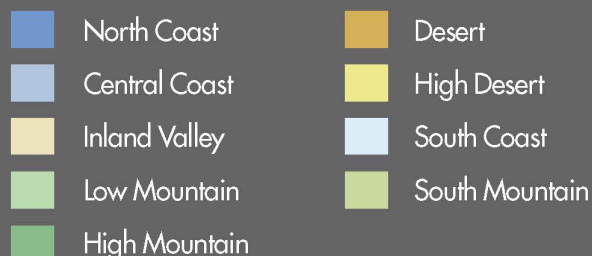 North Coast
Central Coast
Inland Valley
Low Mountain
High Mountain
Desert
High Desert
South Coast
South Mountain